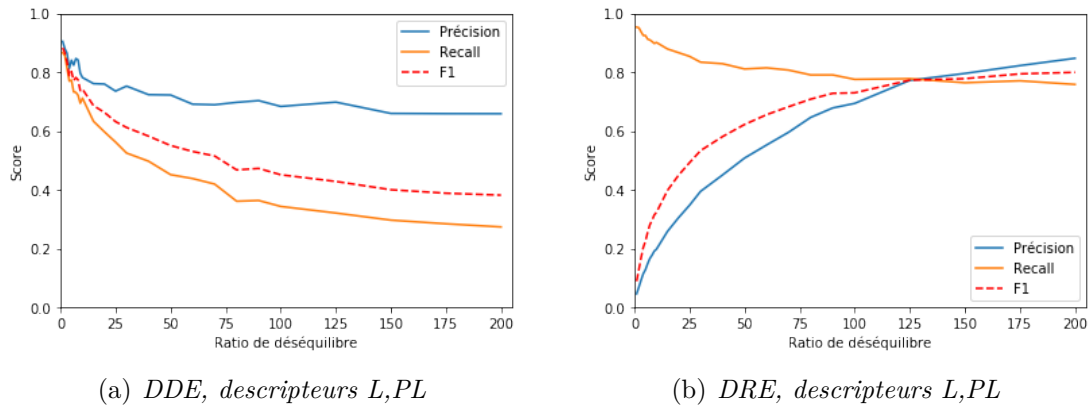 1.0
0.8
0.6
0.4
0.2
0.0
Score
0
25
50
75
100
125
150
175
200
Ratio de déséquilibre
Précision
Recall
F1
(a) DDE, descripteurs L,PL
1.0
0.8
0.6
0.4
0.2
0.0
Score
0
25
50
75
100
125
150
175
200
Ratio de déséquilibre
Précision
Recall
F1
(b) DRE, descripteurs L,PL